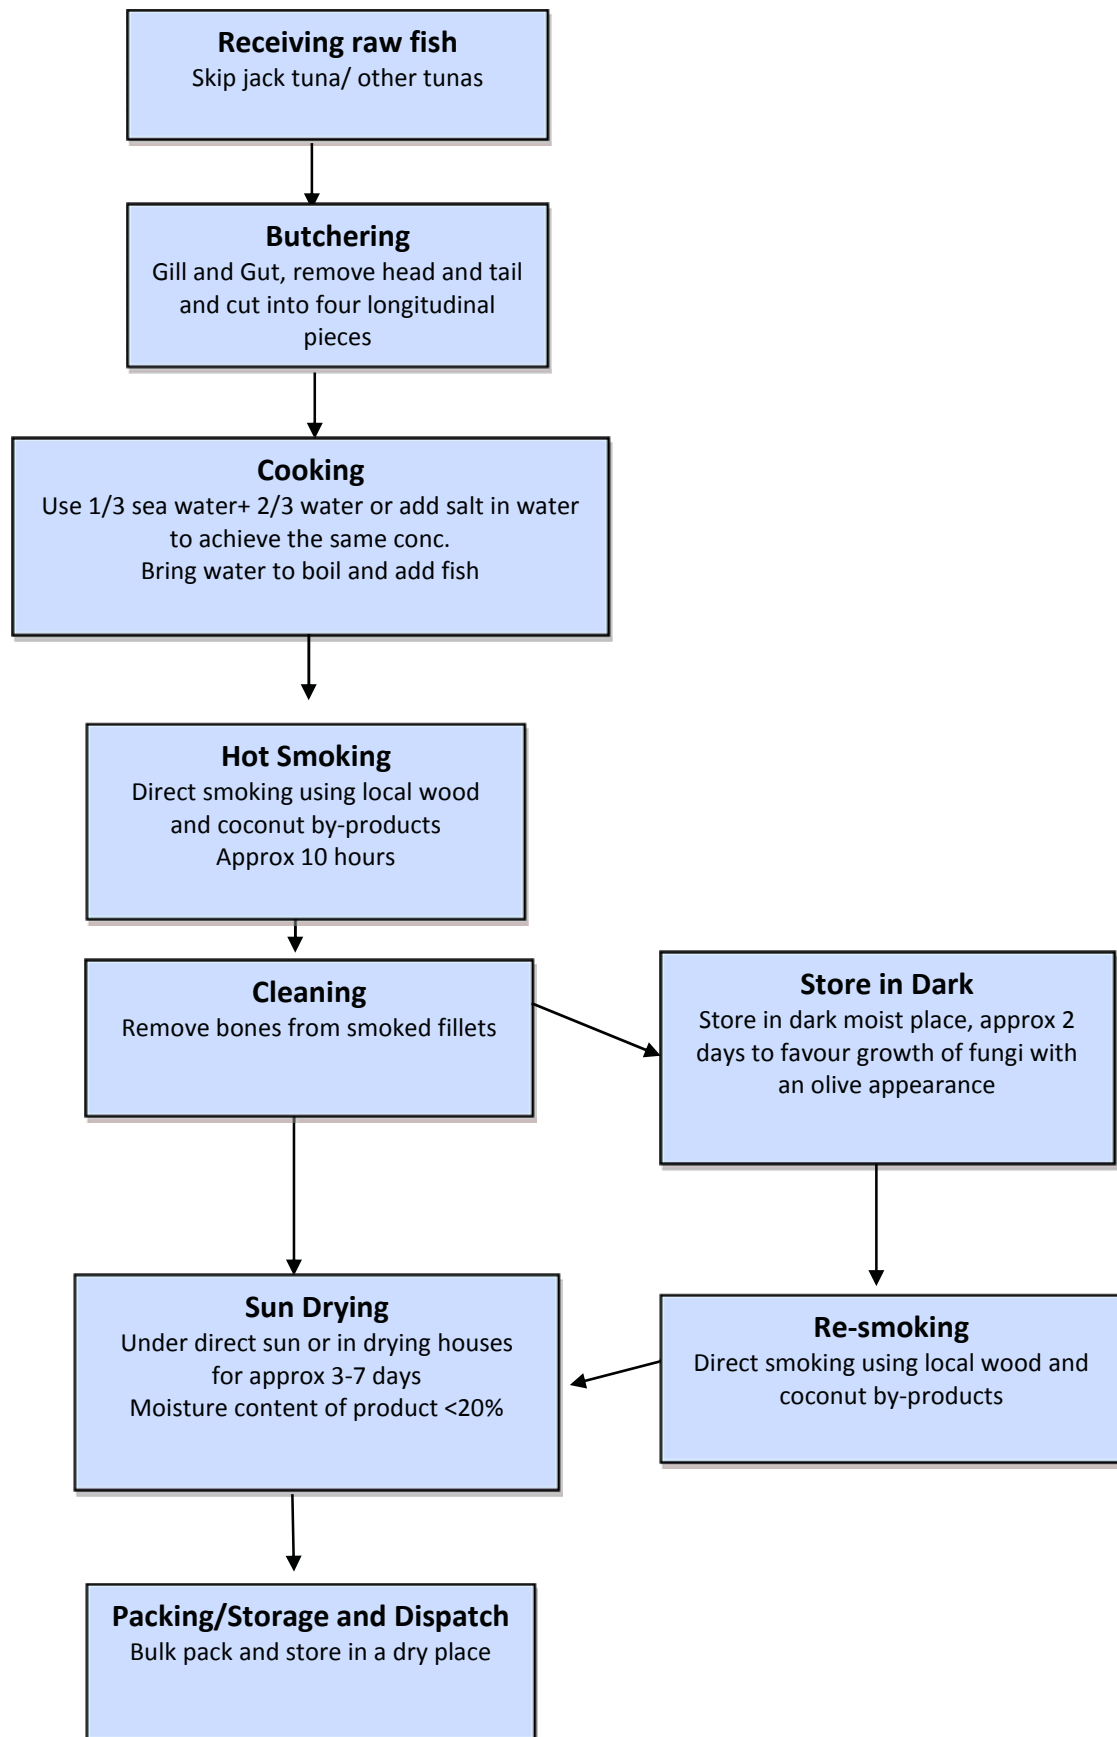 Receiving raw fish
Skip jack tuna/ other tunas
Butchering
Gill and Gut, remove head and tail
and cut into four longitudinal
pieces
Cooking
Use 1/3 sea water+ 2/3 water or add salt in water
to achieve the same conc.
Bring water to boil and add fish
Hot Smoking
Direct smoking using local wood
and coconut by-products
Approx 10 hours
Cleaning
Remove bones from smoked fillets
Store in Dark
Store in dark moist place, approx 2
days to favour growth of fungi with
an olive appearance
Sun Drying
Under direct sun or in drying houses
for approx 3-7 days
Moisture content of product <20%
Re-smoking
Direct smoking using local wood and
coconut by-products
Packing/Storage and Dispatch
Bulk pack and store in a dry place